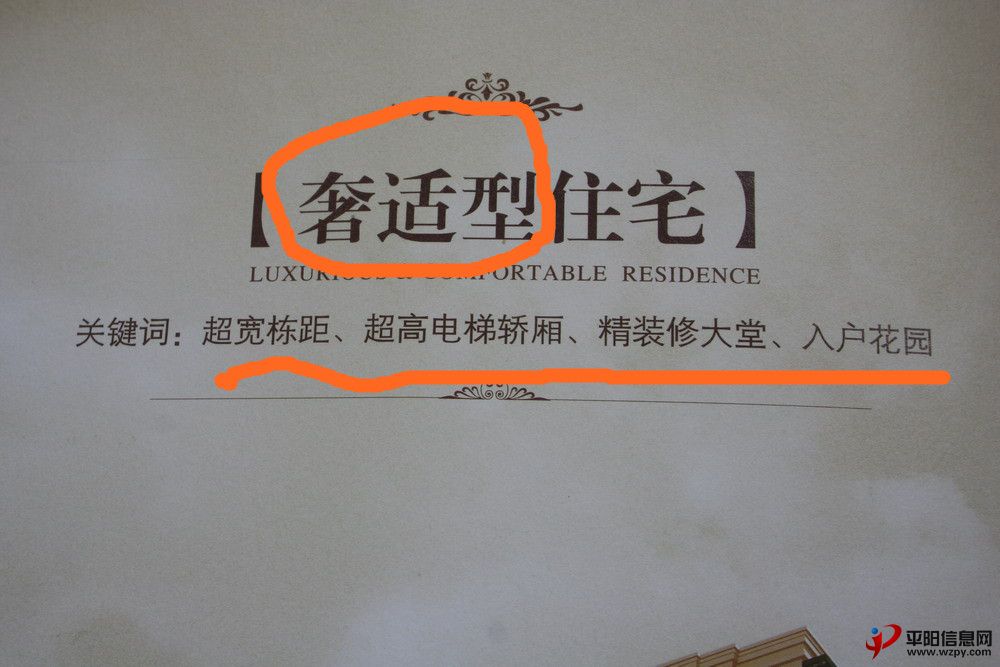 【奢适型住宅】
LUXURIOUS & COMFORTABLE RESIDENCE
关键词：超宽栋距、超高电梯轿厢、精装修大堂、入户花园
平阳信息网
www.wzpy.com